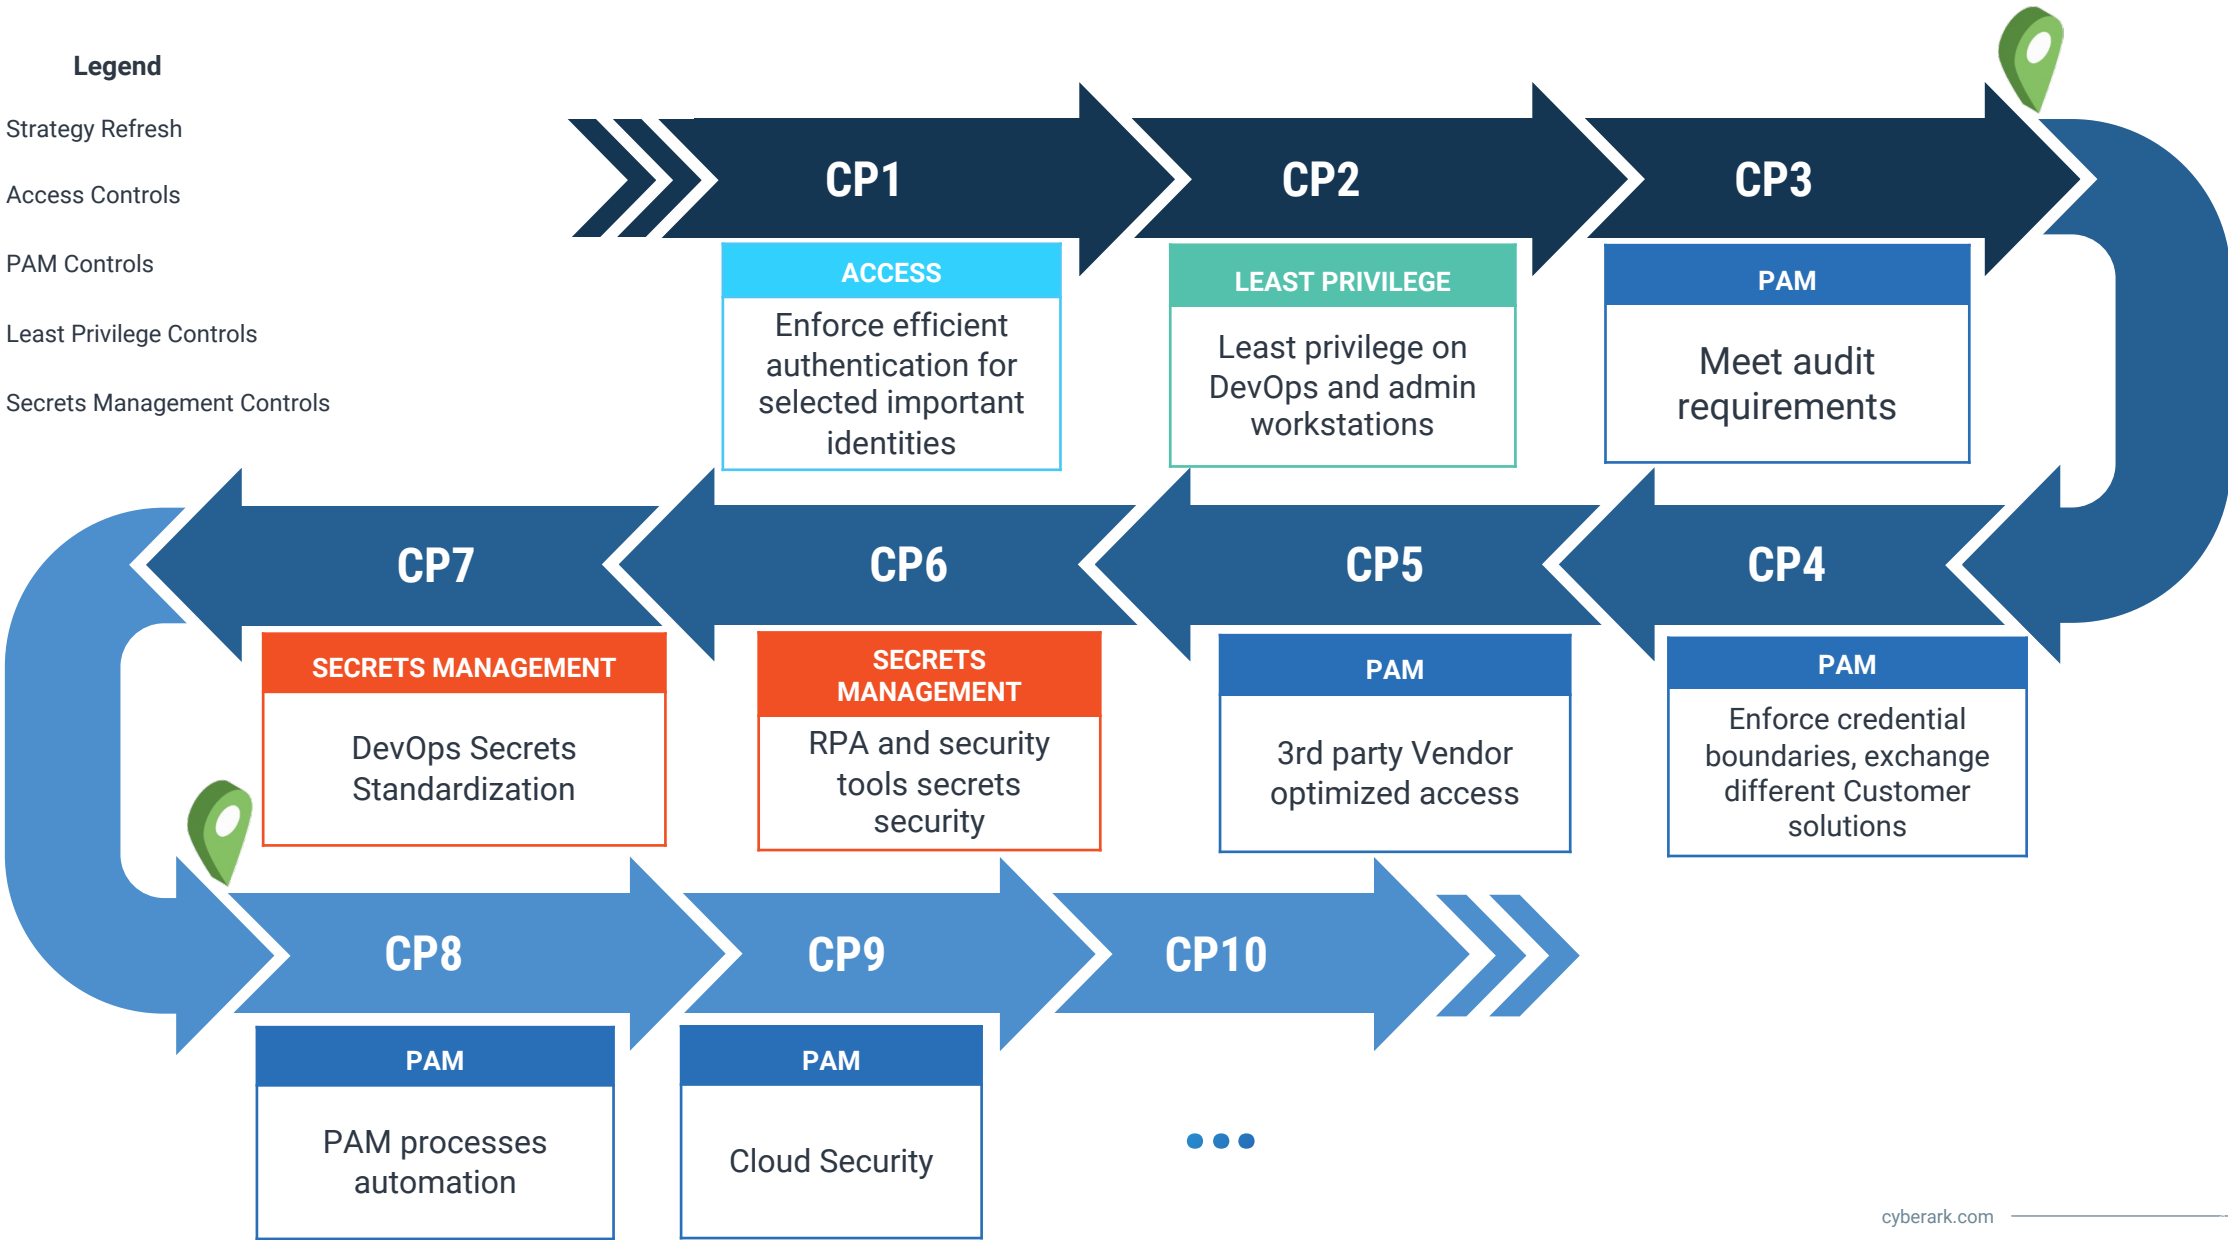 Legend
Strategy Refresh
Access Controls
PAM Controls
Least Privilege Controls
Secrets Management Controls
CP1
CP2
CP3
ACCESS
Enforce efficient
authentication for
selected important
identities
LEAST PRIVILEGE
Least privilege on
DevOps and admin
workstations
PAM
Meet audit
requirements
CP7
CP6
CP5
CP4
SECRETS MANAGEMENT
DevOps Secrets
Standardization
SECRETS
MANAGEMENT
RPA and security
tools secrets
security
PAM
3rd party Vendor
optimized access
PAM
Enforce credential
boundaries, exchange
different Customer
solutions
CP8
CP9
CP10
PAM
PAM processes
automation
PAM
Cloud Security
...
cyberark.com